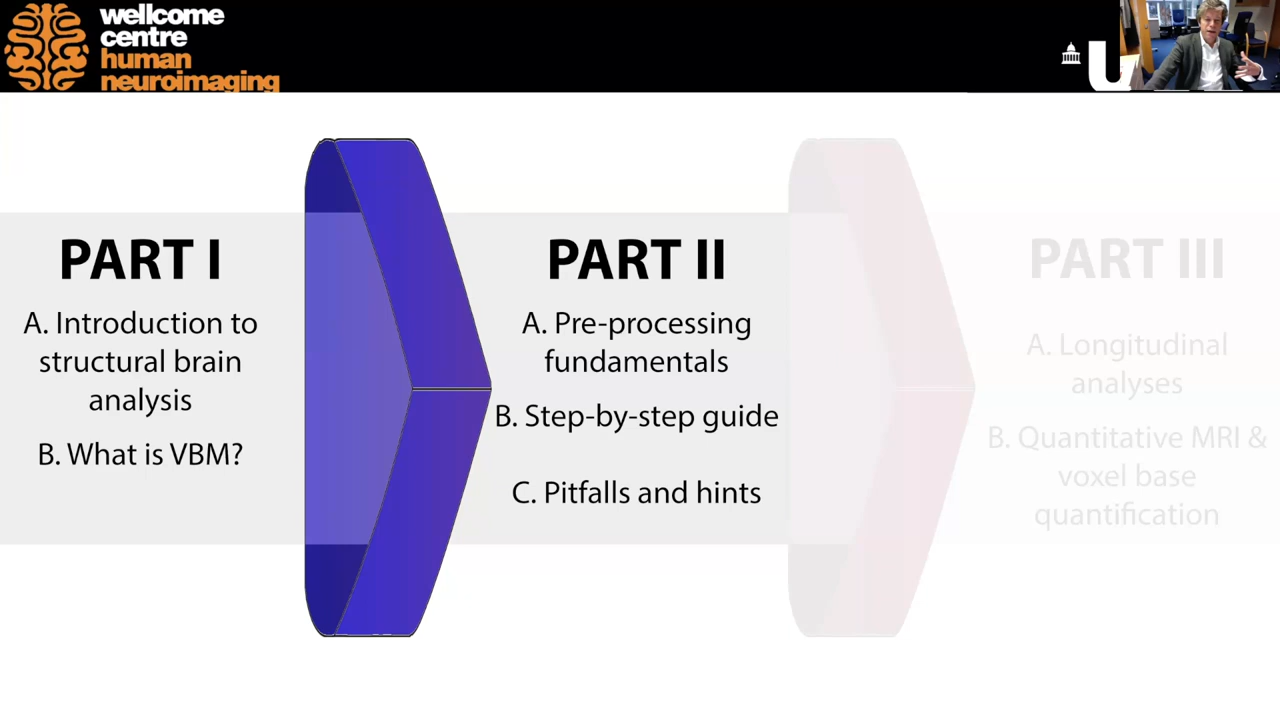 wellcome
centre
human
neuroimaging
U
PART I
A. Introduction to
structural brain
analysis
B. What is VBM?
PART II
A. Pre-processing
fundamentals
B. Step-by-step guide
C. Pitfalls and hints
PART III
A. Longitudinal
analyses
B. Quantitative MRI &
voxel base
quantification